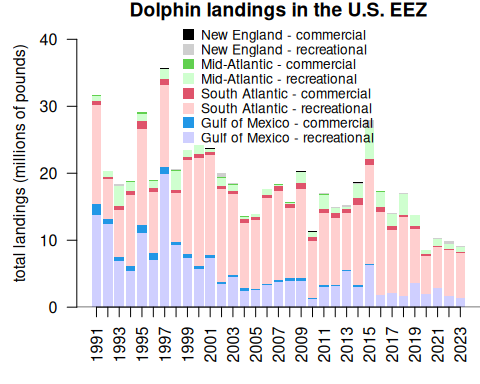 Dolphin landings in the U.S. EEZ
total landings (millions of pounds)
40
30
20
10
0
New England - commercial
New England - recreational
Mid-Atlantic - commercial
Mid-Atlantic - recreational
South Atlantic - commercial
South Atlantic - recreational
Gulf of Mexico - commercial
Gulf of Mexico - recreational
1991 1993 1995 1997 1999 2001 2003 2005 2007 2009 2011 2013 2015 2017 2019 2021 2023